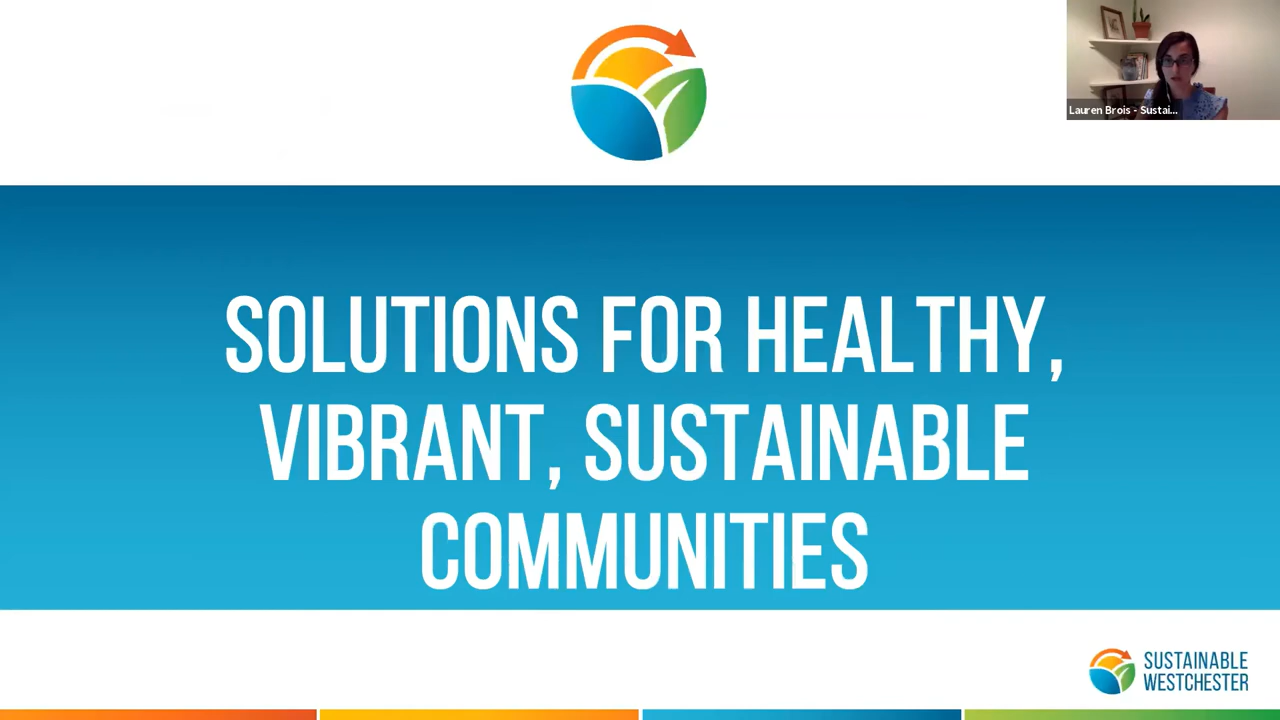 Lauren Brois - Sustai...
SOLUTIONS FOR HEALTHY,
VIBRANT, SUSTAINABLE
COMMUNITIES
SUSTAINABLE
WESTCHESTER